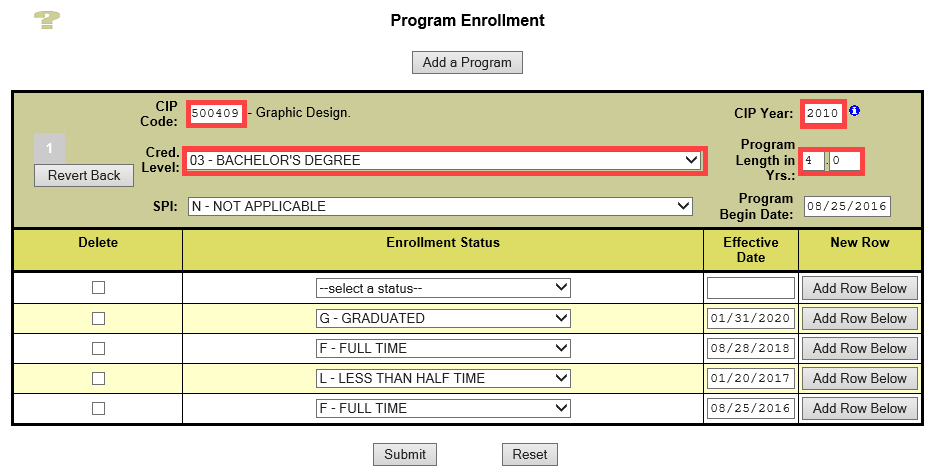 ?
Program Enrollment
Add a Program
CIP Code: 500409 - Graphic Design. CIP Year: 2010 i
1
Revert Back
Cred. Level: 03 - BACHELOR'S DEGREE Program Length in Yrs.: 4 . 0
SPI: N - NOT APPLICABLE Program Begin Date: 08/25/2016
Delete Enrollment Status Effective Date New Row
--select a status-- Add Row Below
G - GRADUATED 01/31/2020 Add Row Below
F - FULL TIME 08/28/2018 Add Row Below
L - LESS THAN HALF TIME 01/20/2017 Add Row Below
F - FULL TIME 08/25/2016 Add Row Below
Submit Reset